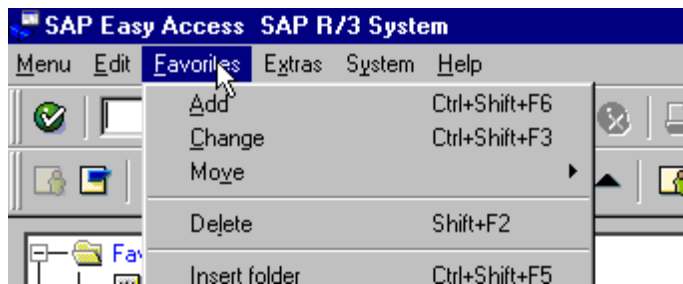 SAP Easy Access SAP R/3 System
Menu Edit Favorites Extras System Help
Add Ctrl+Shift+F6
Change Ctrl+Shift+F3
Move
Delete Shift+F2
Fav
Insert folder Ctrl+Shift+F5